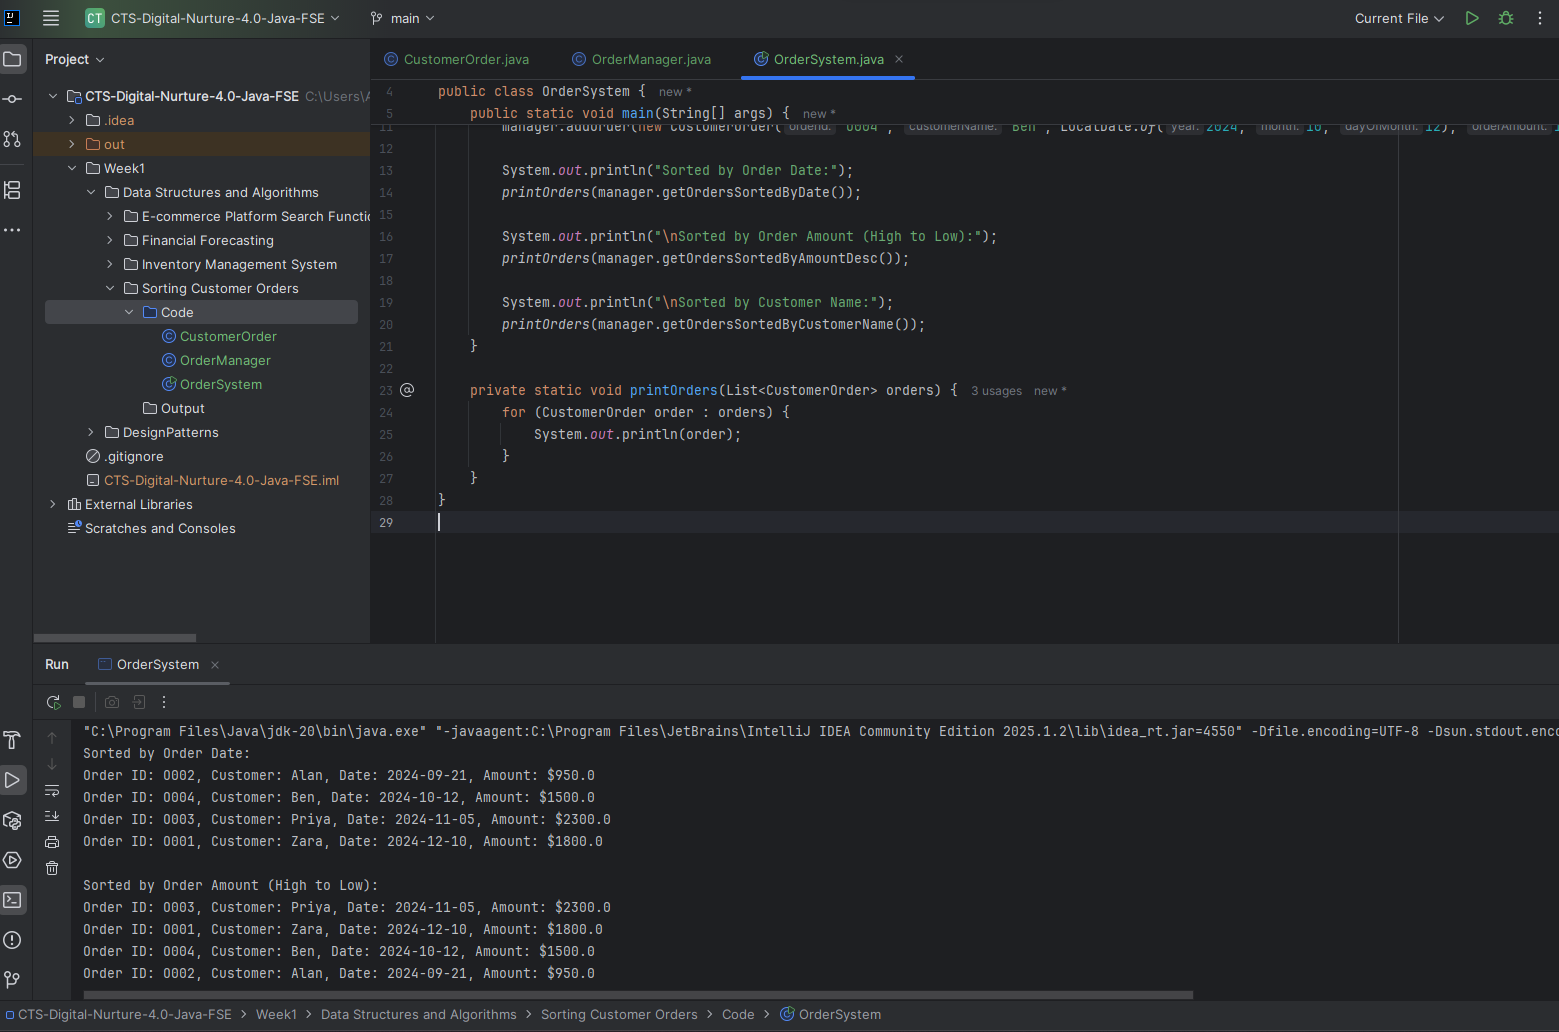 CT CTS-Digital-Nurture-4.0-Java-FSE main Current File
Project
CTS-Digital-Nurture-4.0-Java-FSE C:\Users\A
.idea
out
Week1
Data Structures and Algorithms
E-commerce Platform Search Functio
Financial Forecasting
Inventory Management System
Sorting Customer Orders
Code
CustomerOrder
OrderManager
OrderSystem
Output
DesignPatterns
.gitignore
CTS-Digital-Nurture-4.0-Java-FSE.iml
External Libraries
Scratches and Consoles
CustomerOrder.java OrderManager.java OrderSystem.java
4 public class OrderSystem { new *
5 public static void main(String[] args) { new *
11 manager.addOrder(new CustomerOrder( orderId: "O004", customerName: "Ben", LocalDate.of( year: 2024, month: 10, dayOfMonth: 12), orderAmount: 1
12
13 System.out.println("Sorted by Order Date:");
14 printOrders(manager.getOrdersSortedByDate());
15
16 System.out.println("\nSorted by Order Amount (High to Low):");
17 printOrders(manager.getOrdersSortedByAmountDesc());
18
19 System.out.println("\nSorted by Customer Name:");
20 printOrders(manager.getOrdersSortedByCustomerName());
21 }
22
23 private static void printOrders(List<CustomerOrder> orders) { 3 usages new *
24 for (CustomerOrder order : orders) {
25 System.out.println(order);
26 }
27 }
28 }
29
Run OrderSystem
"C:\Program Files\Java\jdk-20\bin\java.exe" "-javaagent:C:\Program Files\JetBrains\IntelliJ IDEA Community Edition 2025.1.2\lib\idea_rt.jar=4550" -Dfile.encoding=UTF-8 -Dsun.stdout.enco
Sorted by Order Date:
Order ID: O002, Customer: Alan, Date: 2024-09-21, Amount: $950.0
Order ID: O004, Customer: Ben, Date: 2024-10-12, Amount: $1500.0
Order ID: O003, Customer: Priya, Date: 2024-11-05, Amount: $2300.0
Order ID: O001, Customer: Zara, Date: 2024-12-10, Amount: $1800.0

Sorted by Order Amount (High to Low):
Order ID: O003, Customer: Priya, Date: 2024-11-05, Amount: $2300.0
Order ID: O001, Customer: Zara, Date: 2024-12-10, Amount: $1800.0
Order ID: O004, Customer: Ben, Date: 2024-10-12, Amount: $1500.0
Order ID: O002, Customer: Alan, Date: 2024-09-21, Amount: $950.0
CTS-Digital-Nurture-4.0-Java-FSE > Week1 > Data Structures and Algorithms > Sorting Customer Orders > Code > OrderSystem